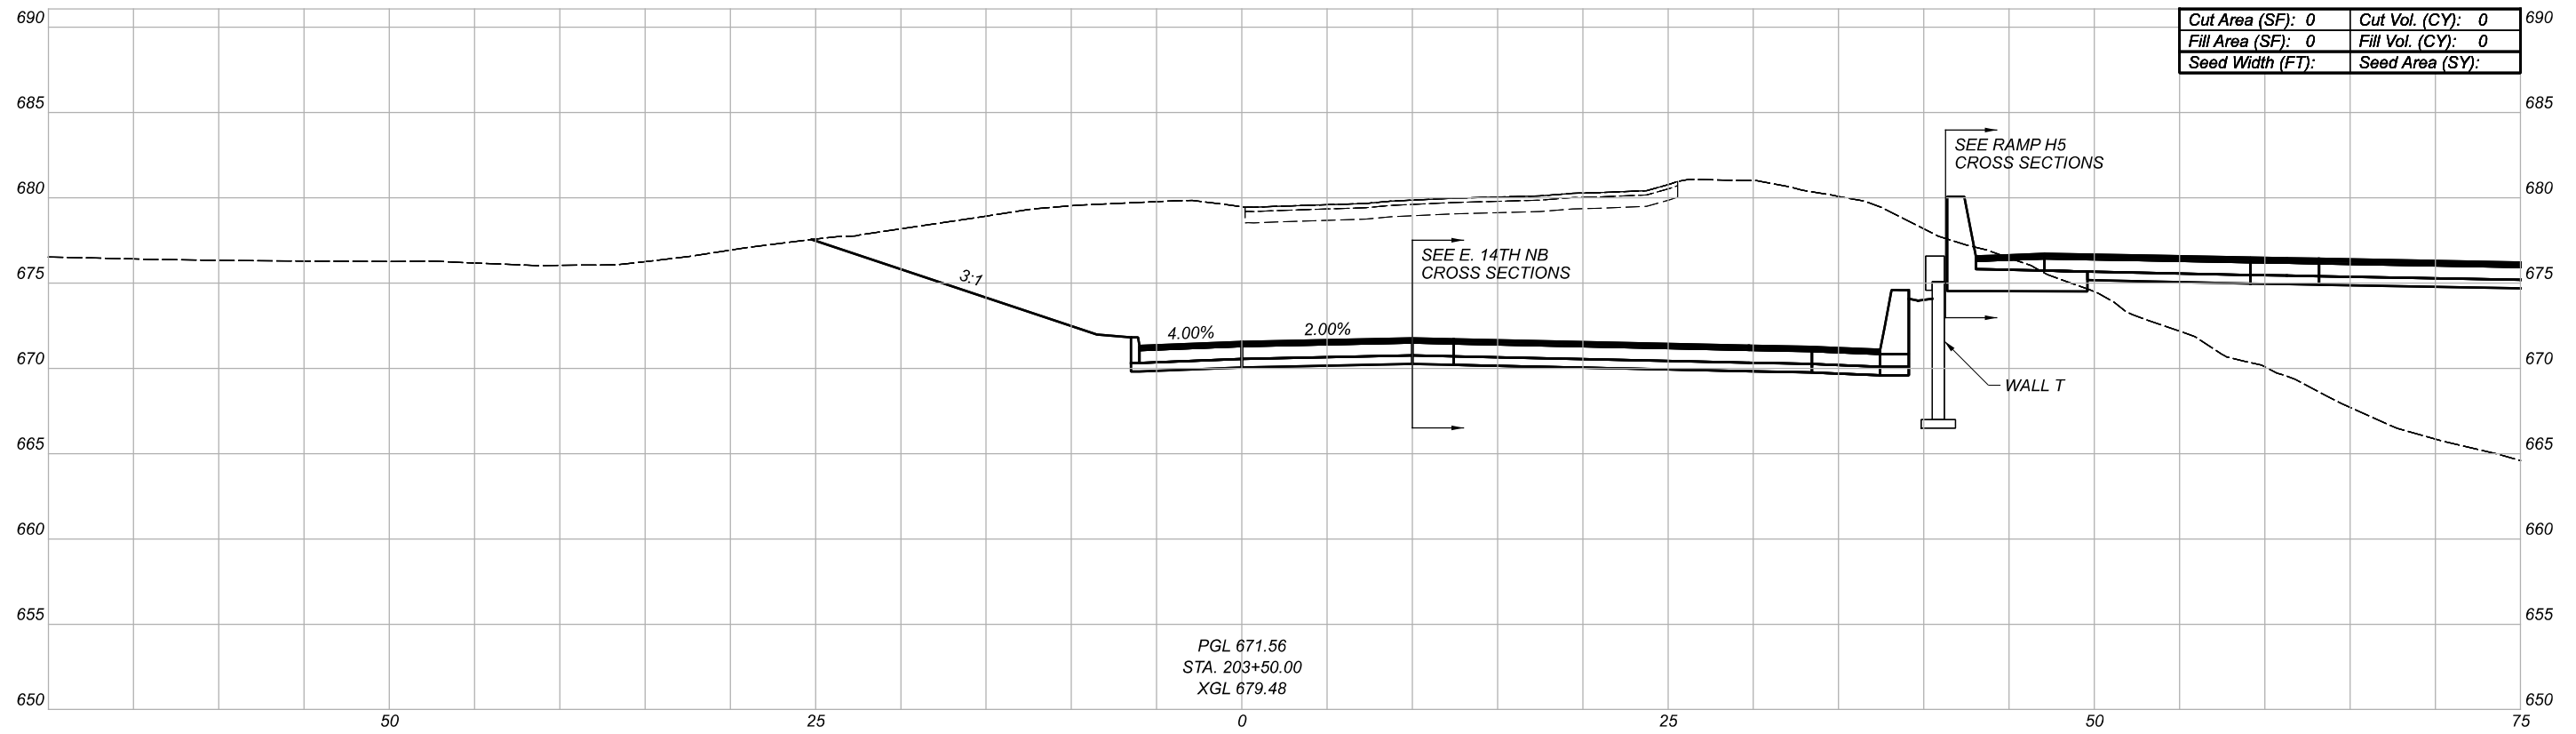 690
Cut Area (SF): 0 Cut Vol. (CY): 0
690
Fill Area (SF): 0 Fill Vol. (CY): 0
Seed Width (FT): Seed Area (SY):
685
685
SEE RAMP H5
CROSS SECTIONS
680
680
SEE E. 14TH NB
CROSS SECTIONS
675
3:1
675
4.00%
2.00%
670
670
WALL T
665
665
660
660
655
655
PGL 671.56
STA. 203+50.00
XGL 679.48
650
650
50 25 0 25 50 75